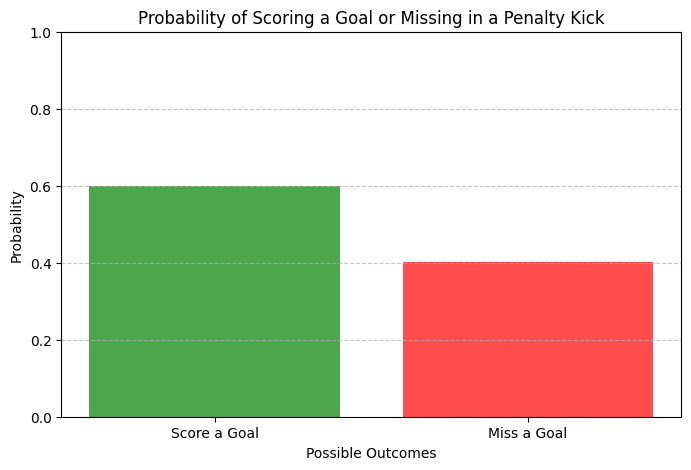 Probability of Scoring a Goal or Missing in a Penalty Kick
1.0
0.8
0.6
0.4
0.2
0.0
Probability
Score a Goal
Miss a Goal
Possible Outcomes